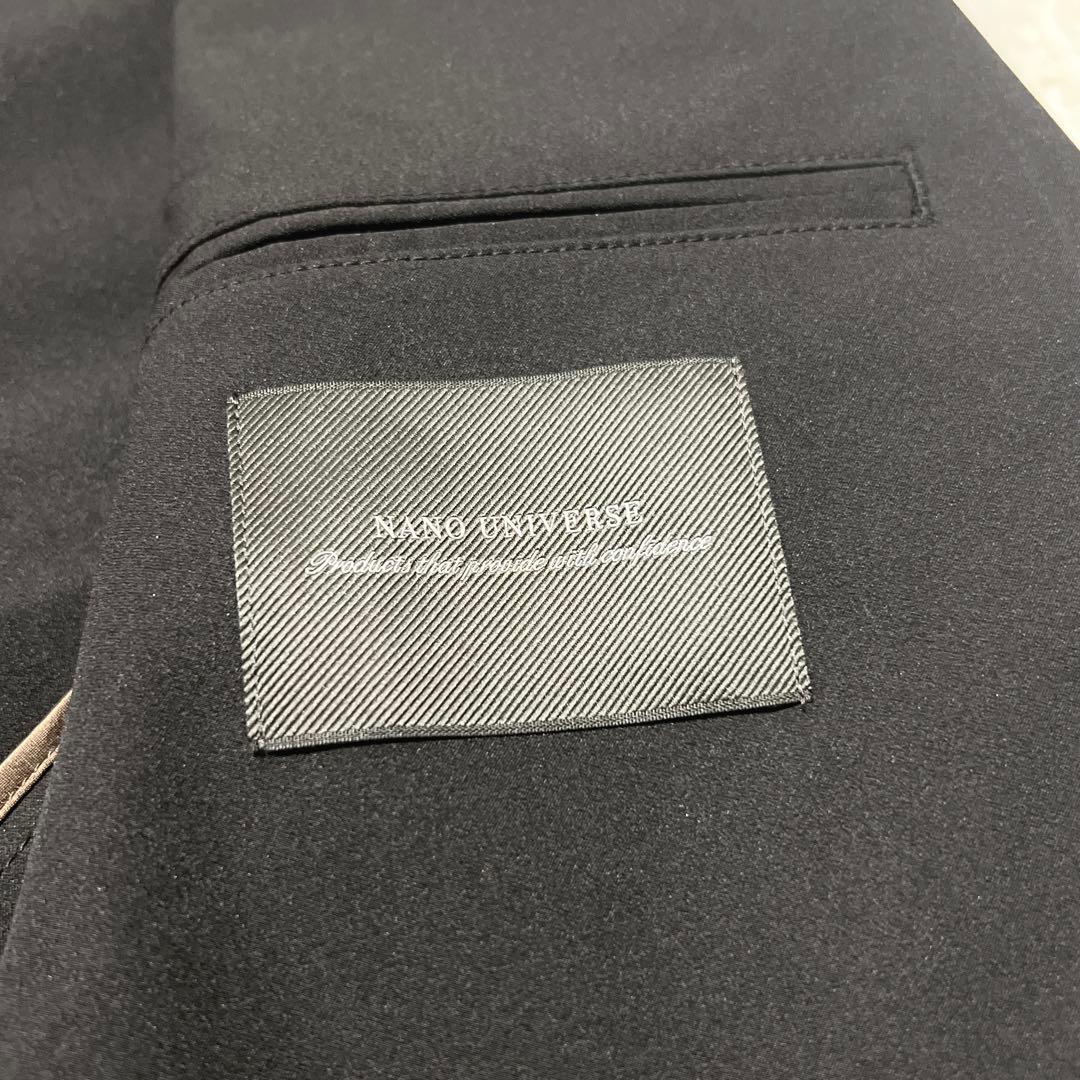 NANO UNIVERSE
Products that provide with confidence